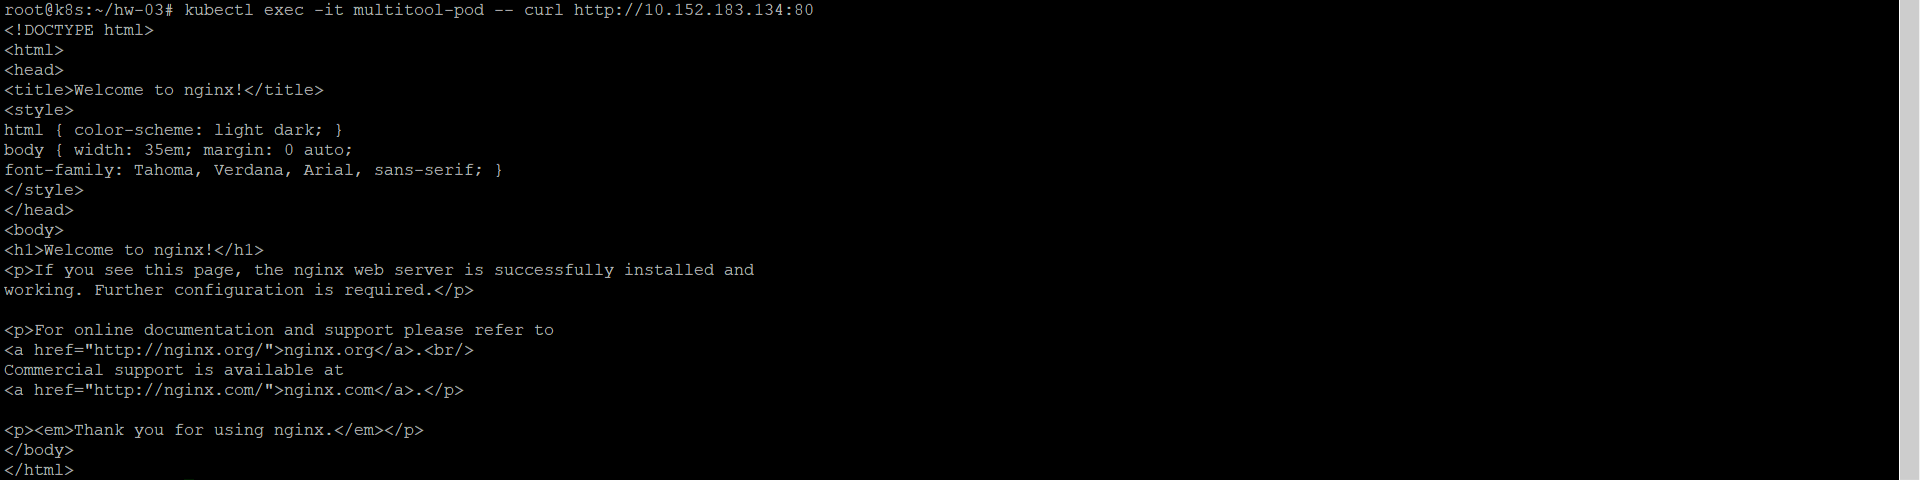 root@k8s:~/hw-03# kubectl exec -it multitool-pod -- curl http://10.152.183.134:80
<!DOCTYPE html>
<html>
<head>
<title>Welcome to nginx!</title>
<style>
html { color-scheme: light dark; }
body { width: 35em; margin: 0 auto;
font-family: Tahoma, Verdana, Arial, sans-serif; }
</style>
</head>
<body>
<h1>Welcome to nginx!</h1>
<p>If you see this page, the nginx web server is successfully installed and
working. Further configuration is required.</p>

<p>For online documentation and support please refer to
<a href="http://nginx.org/">nginx.org</a>.<br/>
Commercial support is available at
<a href="http://nginx.com/">nginx.com</a>.</p>

<p><em>Thank you for using nginx.</em></p>
</body>
</html>